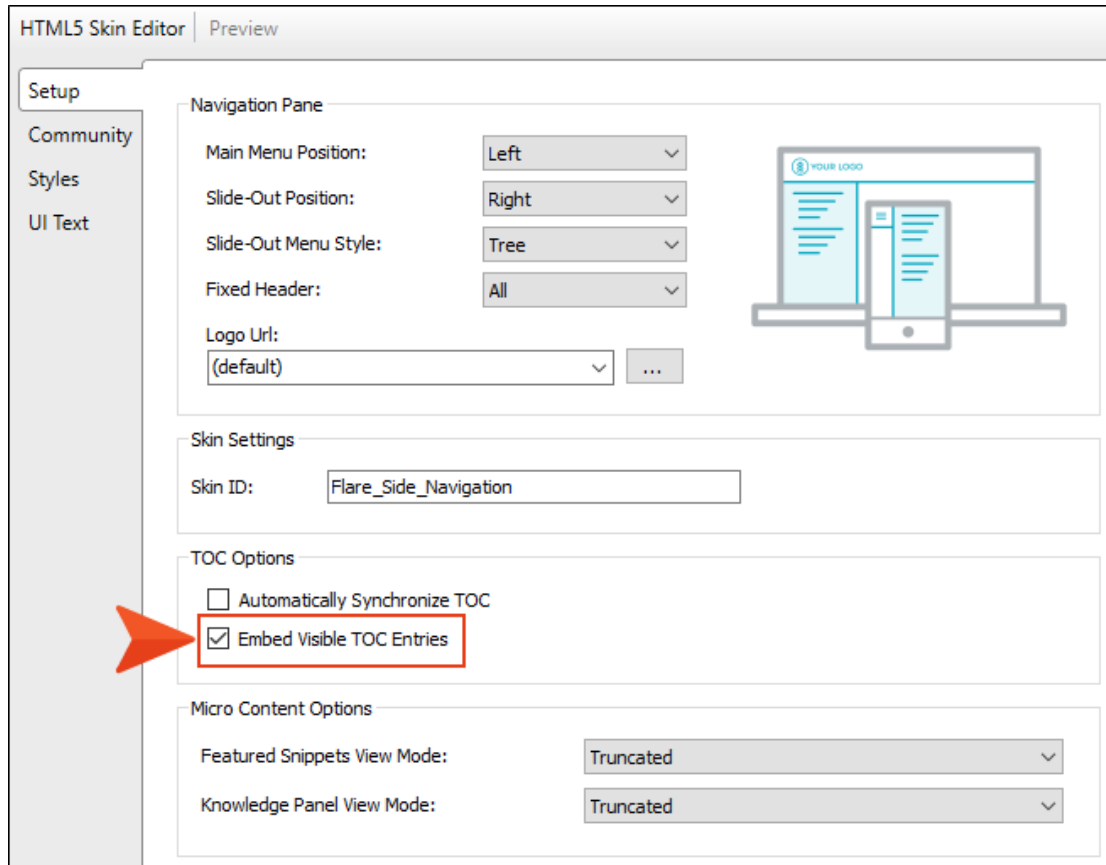 HTML5 Skin Editor Preview
Setup
Community
Styles
UI Text
Navigation Pane
Main Menu Position: Left
Slide-Out Position: Right
Slide-Out Menu Style: Tree
Fixed Header: All
Logo Url:
(default) ...
YOUR LOGO
Skin Settings
Skin ID: Flare_Side_Navigation
TOC Options
Automatically Synchronize TOC
Embed Visible TOC Entries
Micro Content Options
Featured Snippets View Mode: Truncated
Knowledge Panel View Mode: Truncated